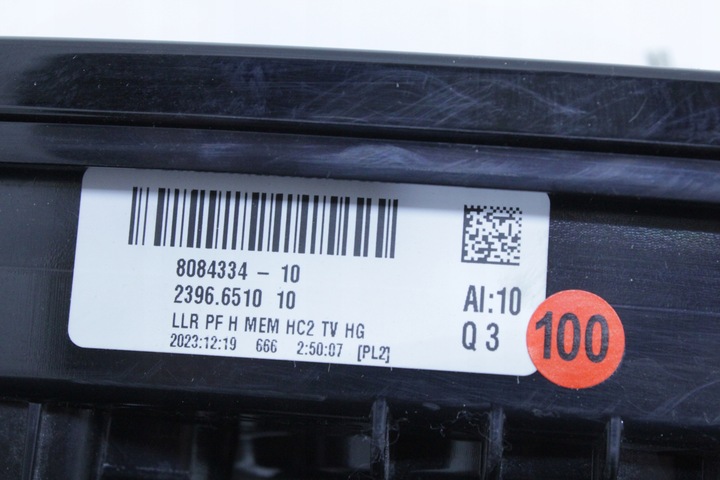 8084334 - 10
2396.6510 10
LLR PF H MEM HC2 TV HG
2023:12:19 666 2:50:07 [PL2]
AI:10
Q 3
100